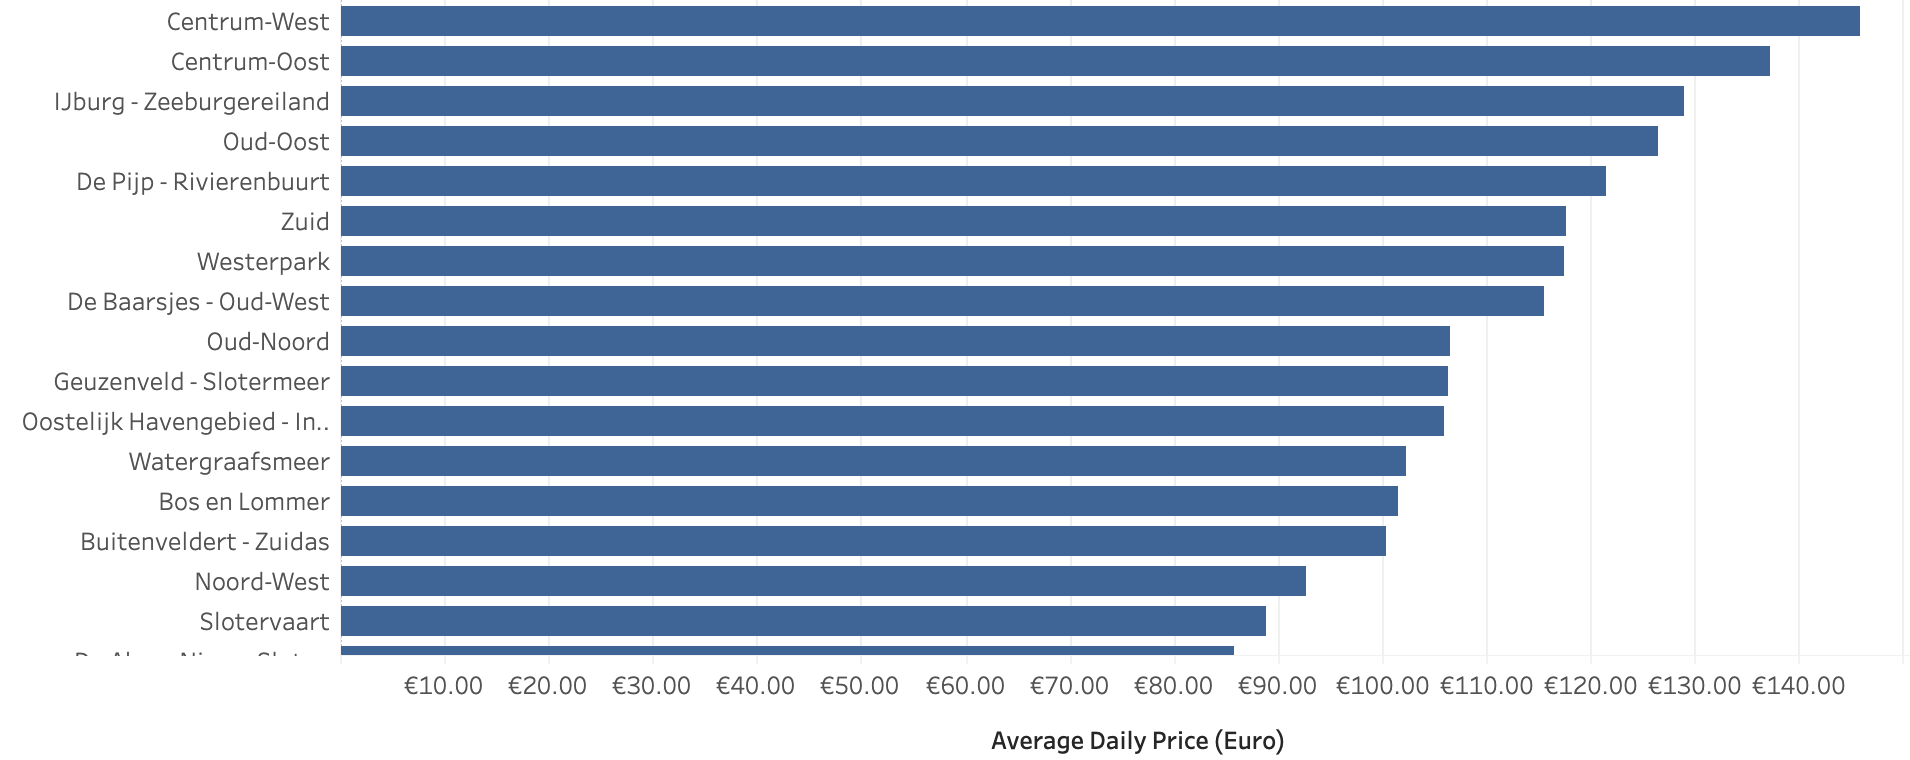 Centrum-West
Centrum-Oost
IJburg - Zeeburgereiland
Oud-Oost
De Pijp - Rivierenbuurt
Zuid
Westerpark
De Baarsjes - Oud-West
Oud-Noord
Geuzenveld - Slotermeer
Oostelijk Havengebied - In..
Watergraafsmeer
Bos en Lommer
Buitenveldert - Zuidas
Noord-West
Slotervaart
€10.00 €20.00 €30.00 €40.00 €50.00 €60.00 €70.00 €80.00 €90.00 €100.00 €110.00 €120.00 €130.00 €140.00
Average Daily Price (Euro)